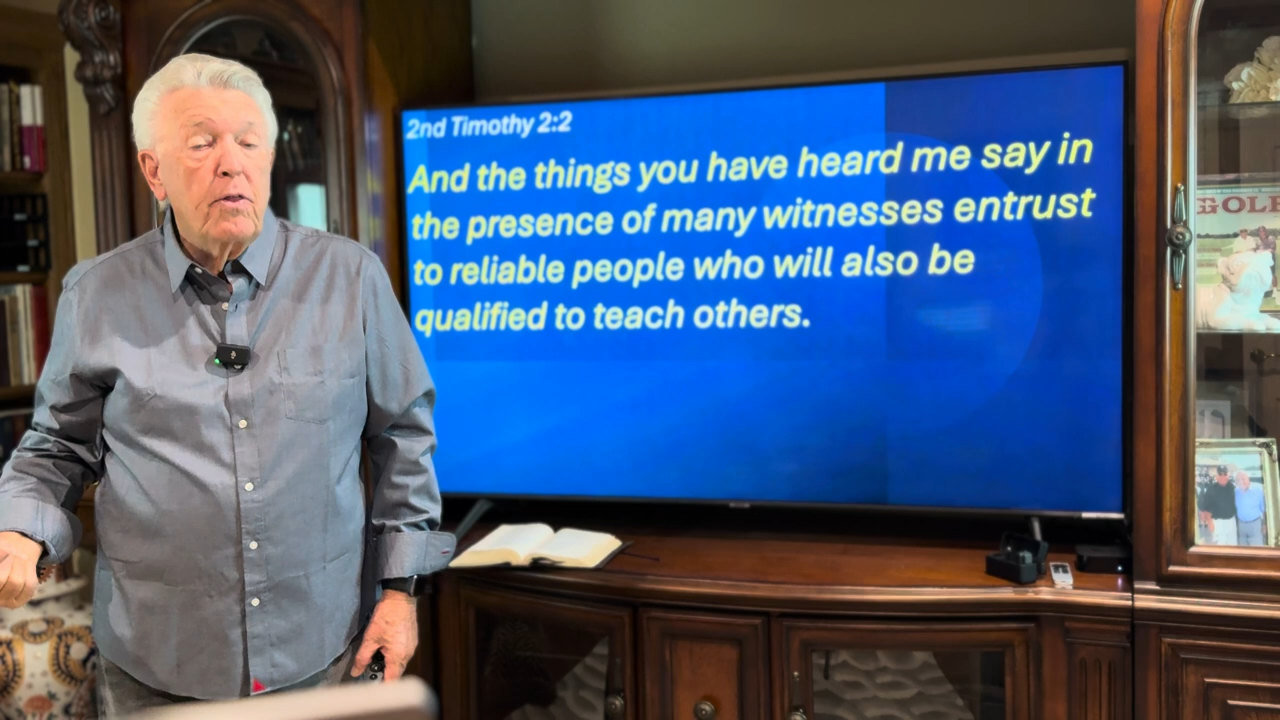 2nd Timothy 2:2
And the things you have heard me say in
the presence of many witnesses entrust
to reliable people who will also be
qualified to teach others.